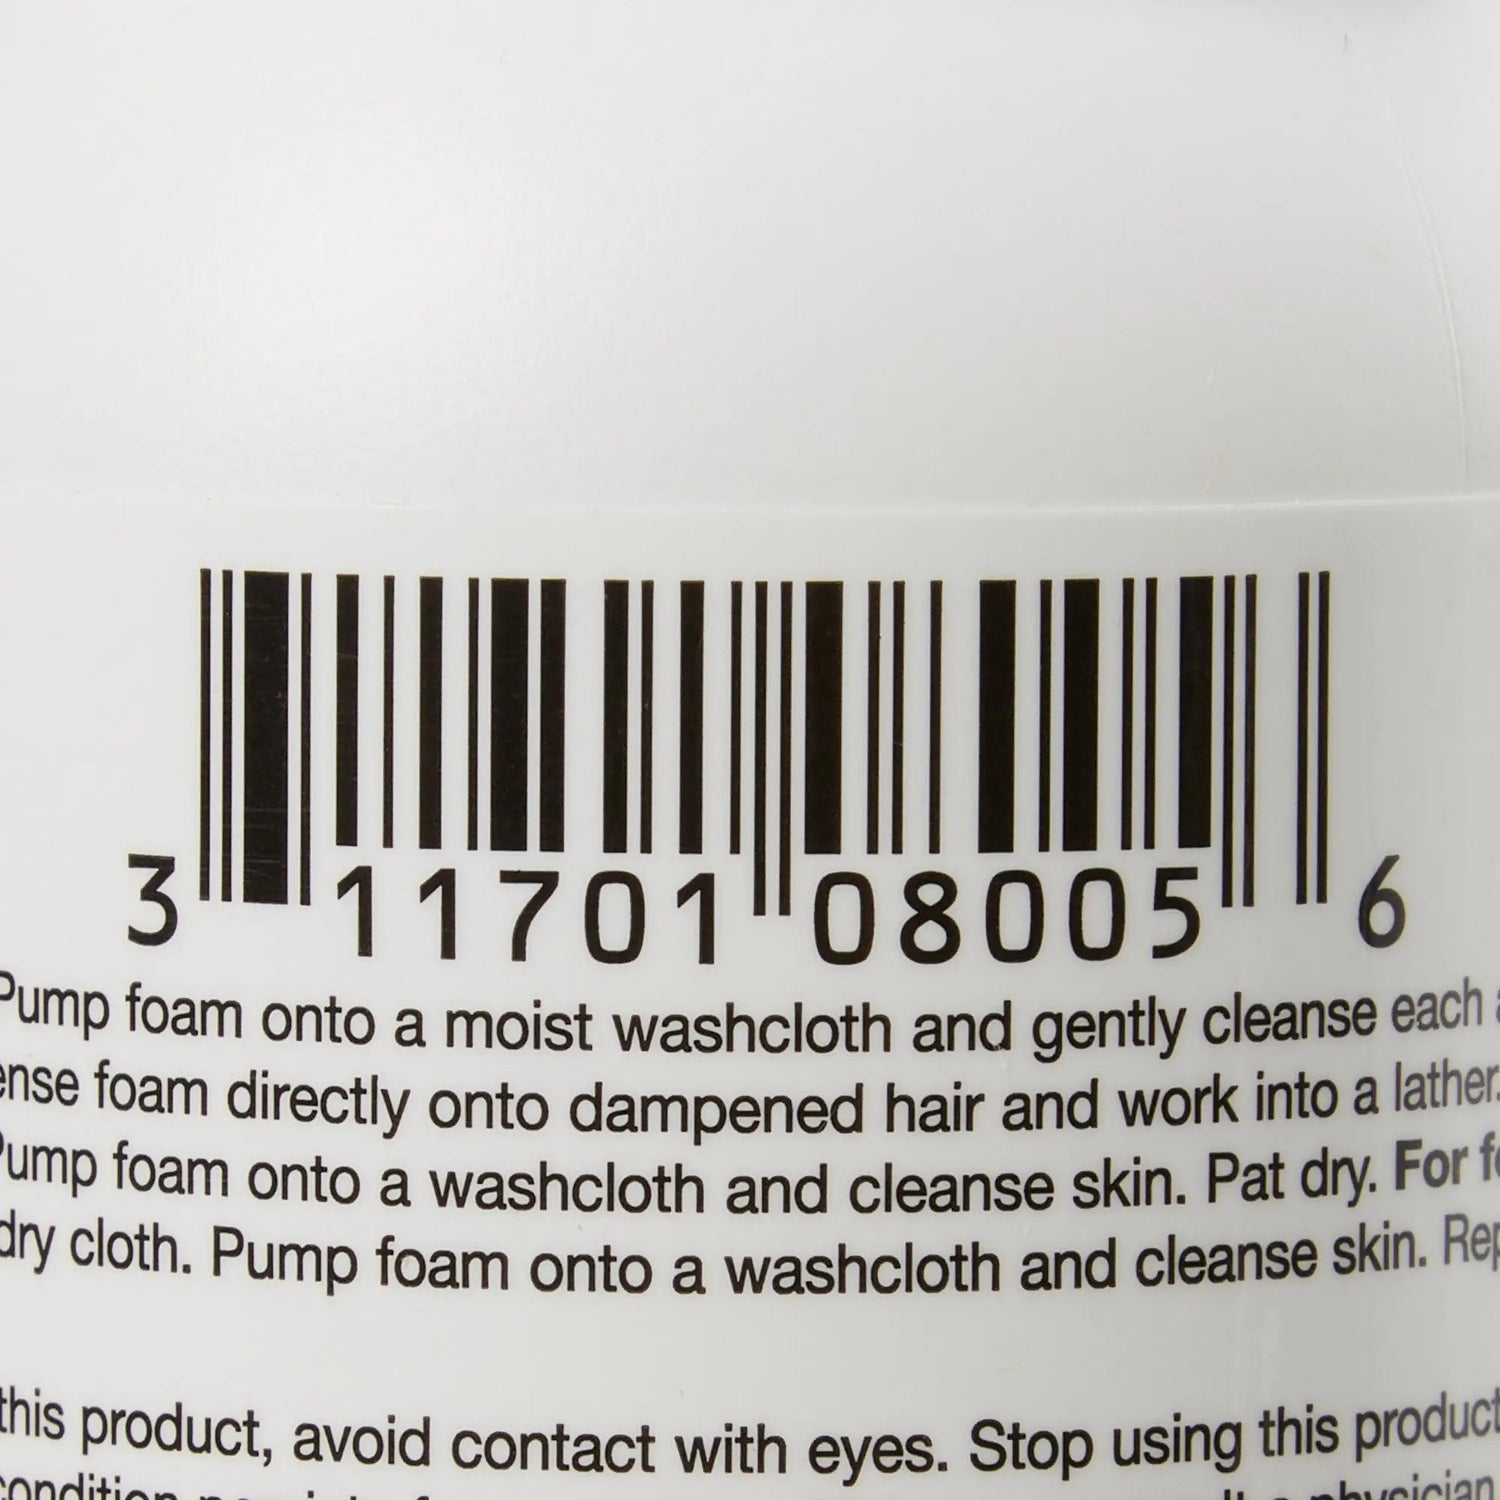 3 11701 08005 6
Pump foam onto a moist washcloth and gently cleanse each
foam directly onto dampened hair and work into a lather.
Pump foam onto a washcloth and cleanse skin. Pat dry. For
dry cloth. Pump foam onto a washcloth and cleanse skin.
this product, avoid contact with eyes. Stop using this product
condition physician